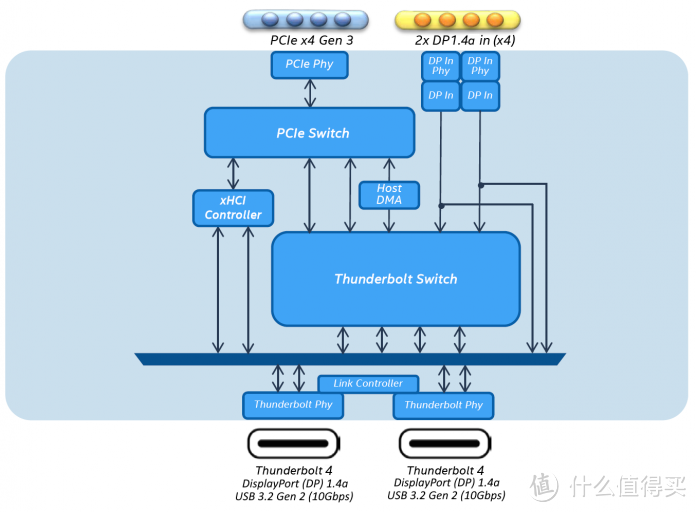 PCIe x4 Gen 3
2x DP1.4a in (x4)
PCIe Phy
DP In
Phy
DP In
Phy
DP In
DP In
PCIe Switch
xHCI
Controller
Host
DMA
Thunderbolt Switch
Link Controller
Thunderbolt Phy
Thunderbolt Phy
Thunderbolt 4
DisplayPort (DP) 1.4a
USB 3.2 Gen 2 (10Gbps)
Thunderbolt 4
DisplayPort (DP) 1.4a
USB 3.2 Gen 2 (10Gbps)
值 什么值得买